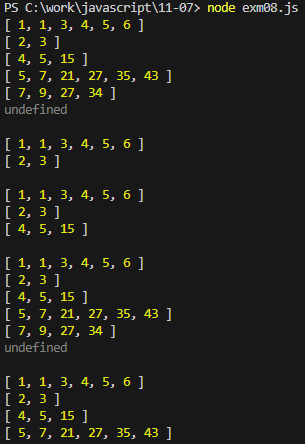 PS C:\work\javascript\11-07> node exm08.js
[ 1, 1, 3, 4, 5, 6 ]
[ 2, 3 ]
[ 4, 5, 15 ]
[ 5, 7, 21, 27, 35, 43 ]
[ 7, 9, 27, 34 ]
undefined
[ 1, 1, 3, 4, 5, 6 ]
[ 2, 3 ]
[ 1, 1, 3, 4, 5, 6 ]
[ 2, 3 ]
[ 4, 5, 15 ]
[ 1, 1, 3, 4, 5, 6 ]
[ 2, 3 ]
[ 4, 5, 15 ]
[ 5, 7, 21, 27, 35, 43 ]
[ 7, 9, 27, 34 ]
undefined
[ 1, 1, 3, 4, 5, 6 ]
[ 2, 3 ]
[ 4, 5, 15 ]
[ 5, 7, 21, 27, 35, 43 ]